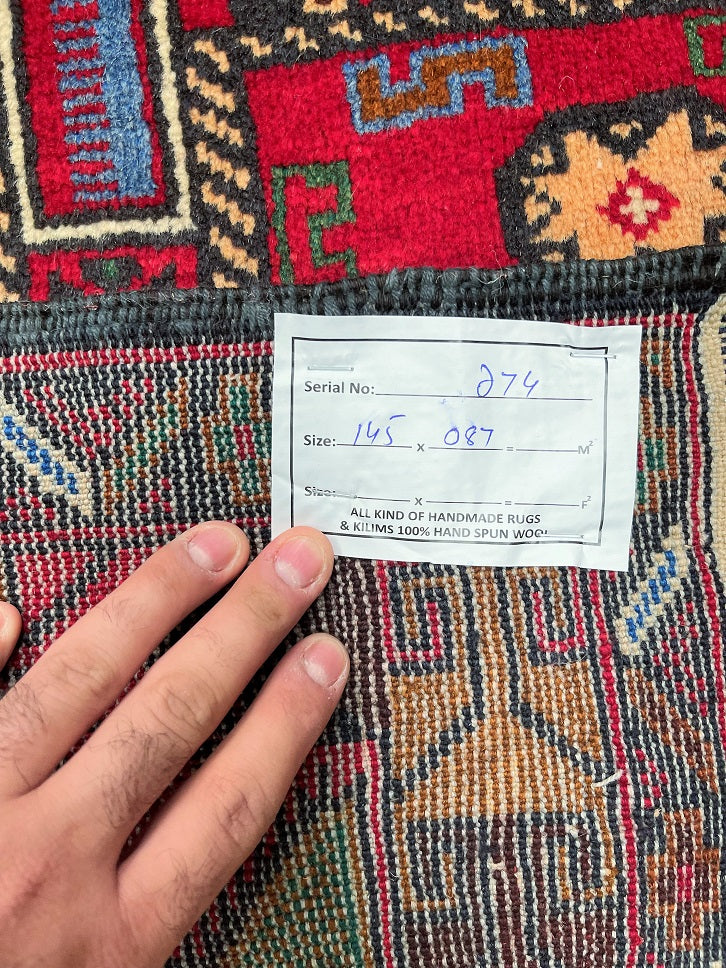 Serial No: 274
Size: 145 x 087 = M²
Size: x = F²
ALL KIND OF HANDMADE RUGS
& KILIMS 100% HAND SPUN WOOL